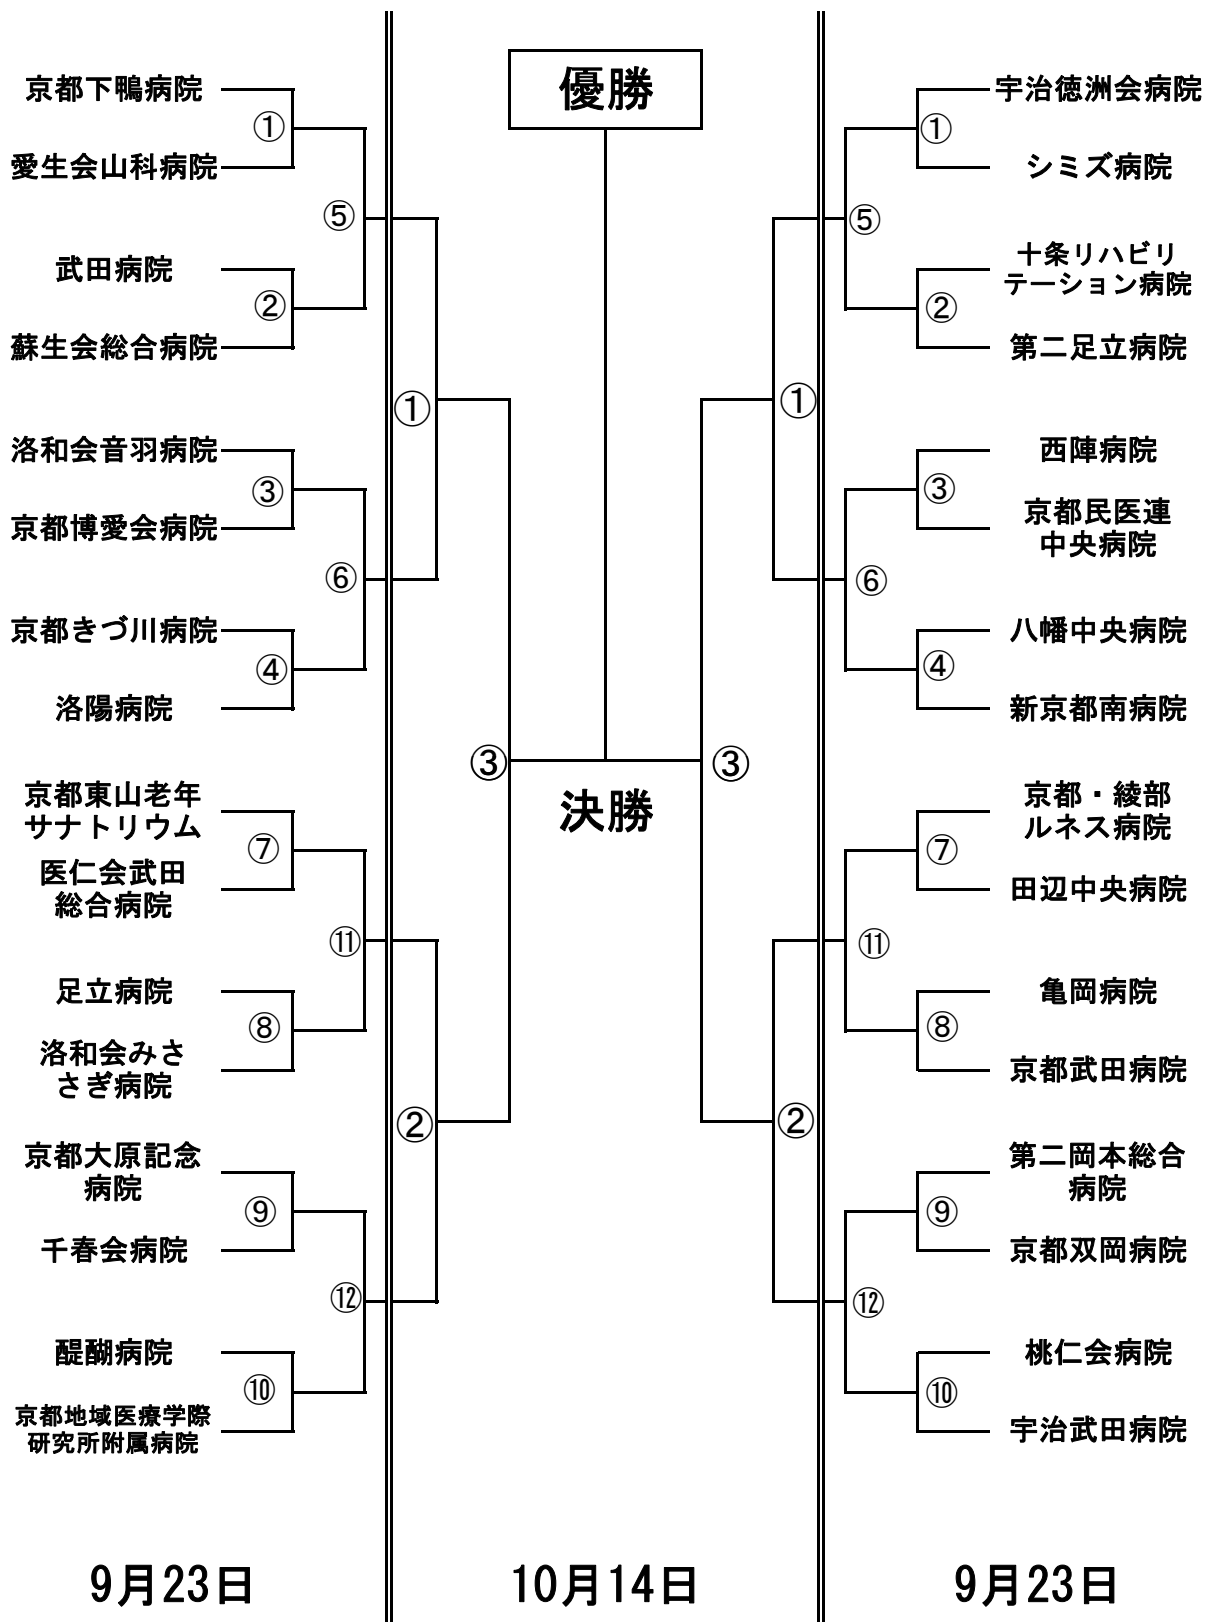 京都下鴨病院
①
愛生会山科病院
⑤
武田病院
②
蘇生会総合病院
①
洛和会音羽病院
③
京都博愛会病院
⑥
京都きづ川病院
④
洛陽病院
③
京都東山老年
サナトリウム
⑦
医仁会武田
総合病院
⑪
足立病院
⑧
洛和会みさ
さぎ病院
②
京都大原記念
病院
⑨
千春会病院
⑫
醍醐病院
⑩
京都地域医療学際
研究所附属病院
9月23日
優勝
決勝
10月14日
宇治徳洲会病院
①
シミズ病院
⑤
十条リハビリ
テーション病院
②
第二足立病院
①
西陣病院
③
京都民医連
中央病院
⑥
八幡中央病院
④
新京都南病院
③
京都・綾部
ルネス病院
⑦
田辺中央病院
⑪
亀岡病院
⑧
京都武田病院
②
第二岡本総合
病院
⑨
京都双岡病院
⑫
桃仁会病院
⑩
宇治武田病院
9月23日